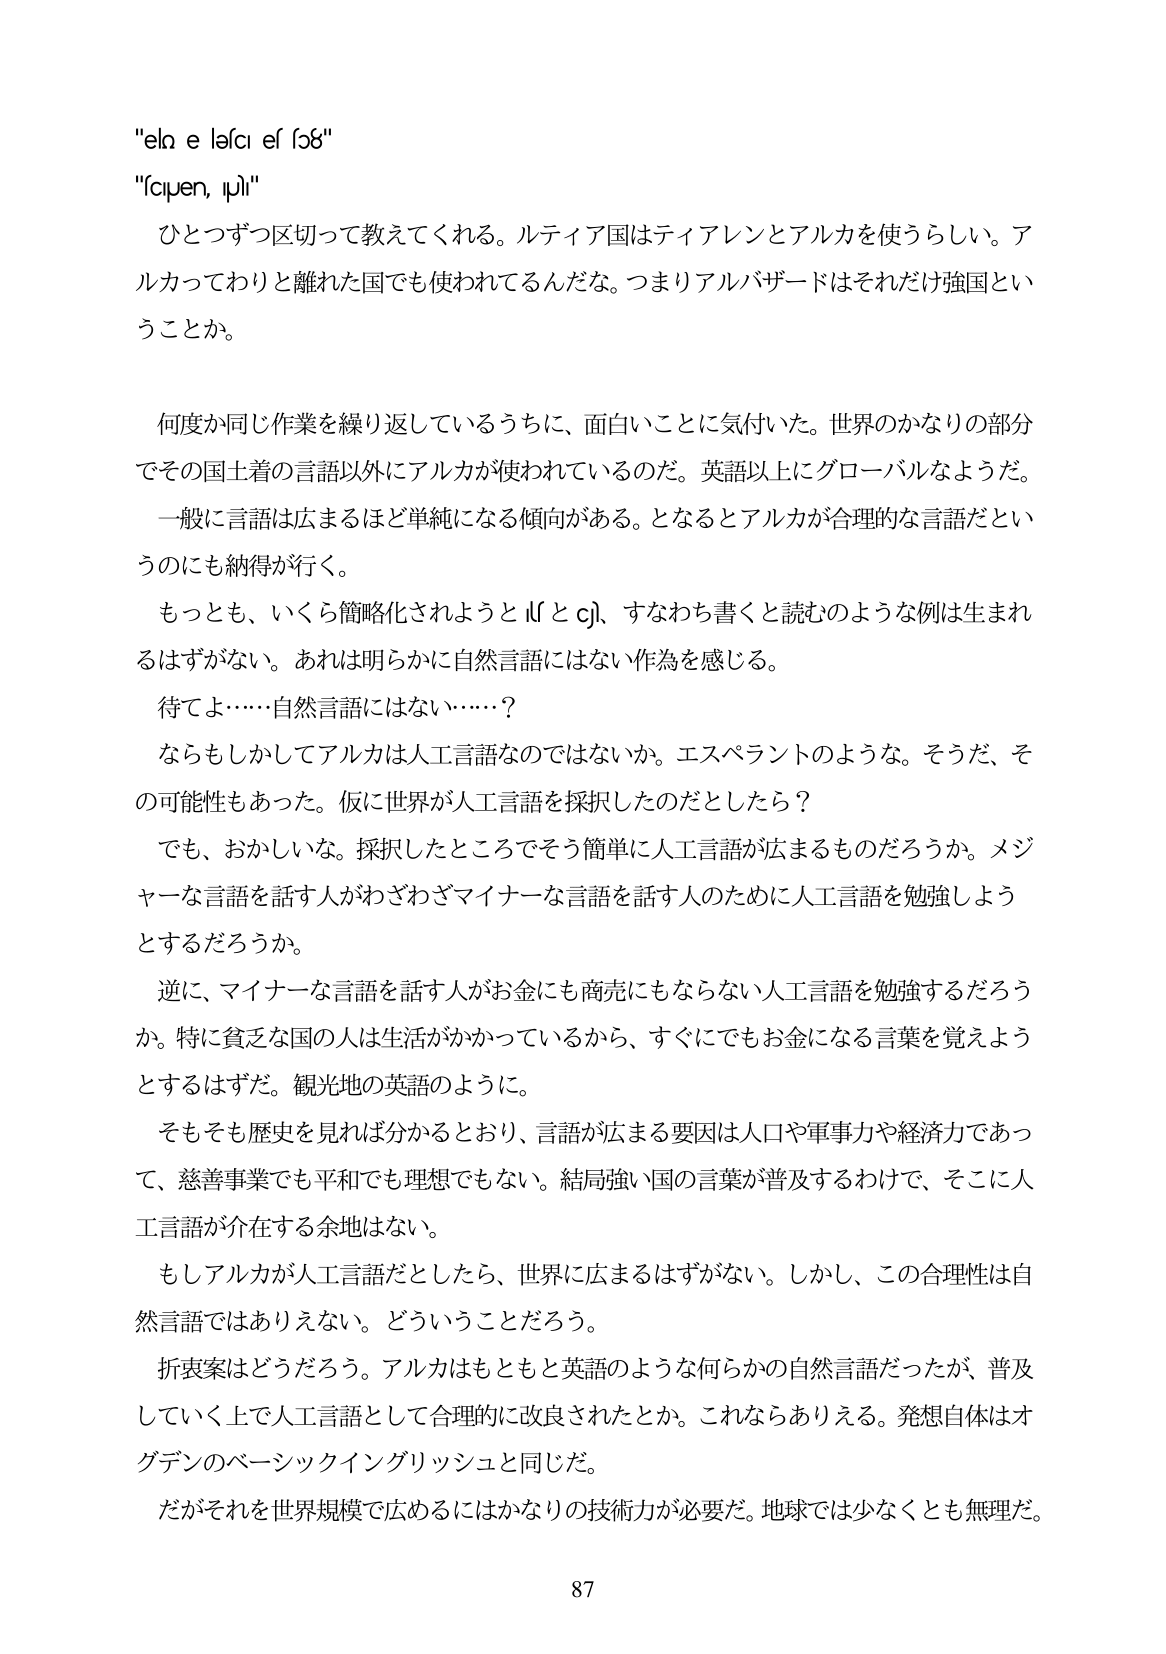 ひとつずつ区切って教えてくれる。ルティア国はティアレンとアルカを使うらしい。ア
ルカってわりと離れた国でも使われてるんだな。つまりアルバザードはそれだけ強国とい
うことか。
何度か同じ作業を繰り返しているうちに、面白いことに気付いた。世界のかなりの部分
でその国土着の言語以外にアルカが使われているのだ。英語以上にグローバルなようだ。
一般に言語は広まるほど単純になる傾向がある。となるとアルカが合理的な言語だとい
うのにも納得が行く。
もっとも、いくら簡略化されようと と 、すなわち書くと読むのような例は生まれ
るはずがない。あれは明らかに自然言語にはない作為を感じる。
待てよ……自然言語にはない……？
ならもしかしてアルカは人工言語なのではないか。エスペラントのような。そうだ、そ
の可能性もあった。仮に世界が人工言語を採択したのだとしたら？
でも、おかしいな。採択したところでそう簡単に人工言語が広まるものだろうか。メジ
ャーな言語を話す人がわざわざマイナーな言語を話す人のために人工言語を勉強しよう
とするだろうか。
逆に、マイナーな言語を話す人がお金にも商売にもならない人工言語を勉強するだろう
か。特に貧乏な国の人は生活がかかっているから、すぐにでもお金になる言葉を覚えよう
とするはずだ。観光地の英語のように。
そもそも歴史を見れば分かるとおり、言語が広まる要因は人口や軍事力や経済力であっ
て、慈善事業でも平和でも理想でもない。結局強い国の言葉が普及するわけで、そこに人
工言語が介在する余地はない。
もしアルカが人工言語だとしたら、世界に広まるはずがない。しかし、この合理性は自
然言語ではありえない。どういうことだろう。
折衷案はどうだろう。アルカはもともと英語のような何らかの自然言語だったが、普及
していく上で人工言語として合理的に改良されたとか。これならありえる。発想自体はオ
グデンのベーシックイングリッシュと同じだ。
だがそれを世界規模で広めるにはかなりの技術力が必要だ。地球では少なくとも無理だ。
87